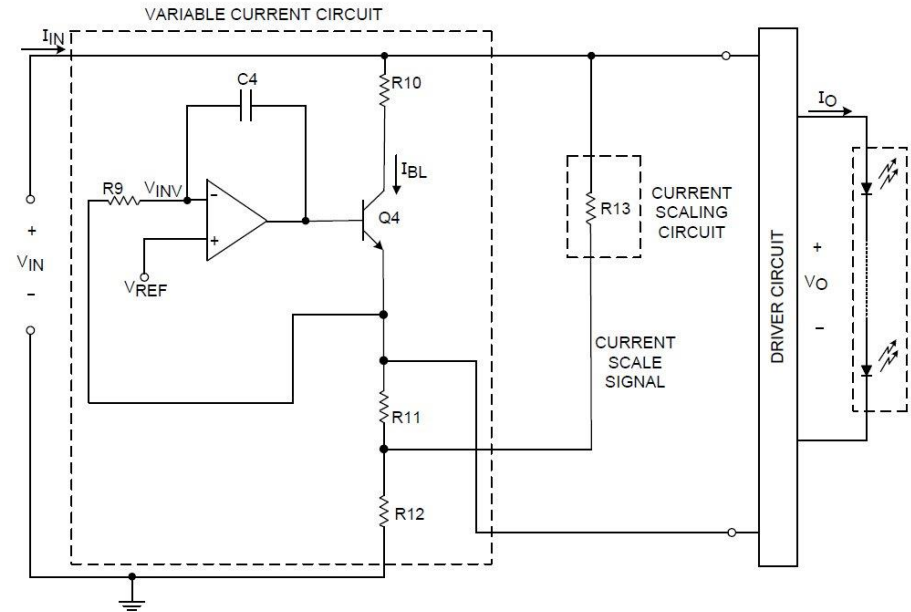 VARIABLE CURRENT CIRCUIT
IIN
C4
R10
IBL
R9
VINV
-
+
Q4
VREF
+
VIN
-
R13
CURRENT
SCALING
CIRCUIT
CURRENT
SCALE
SIGNAL
R11
R12
DRIVER CIRCUIT
IO
+
VO
-